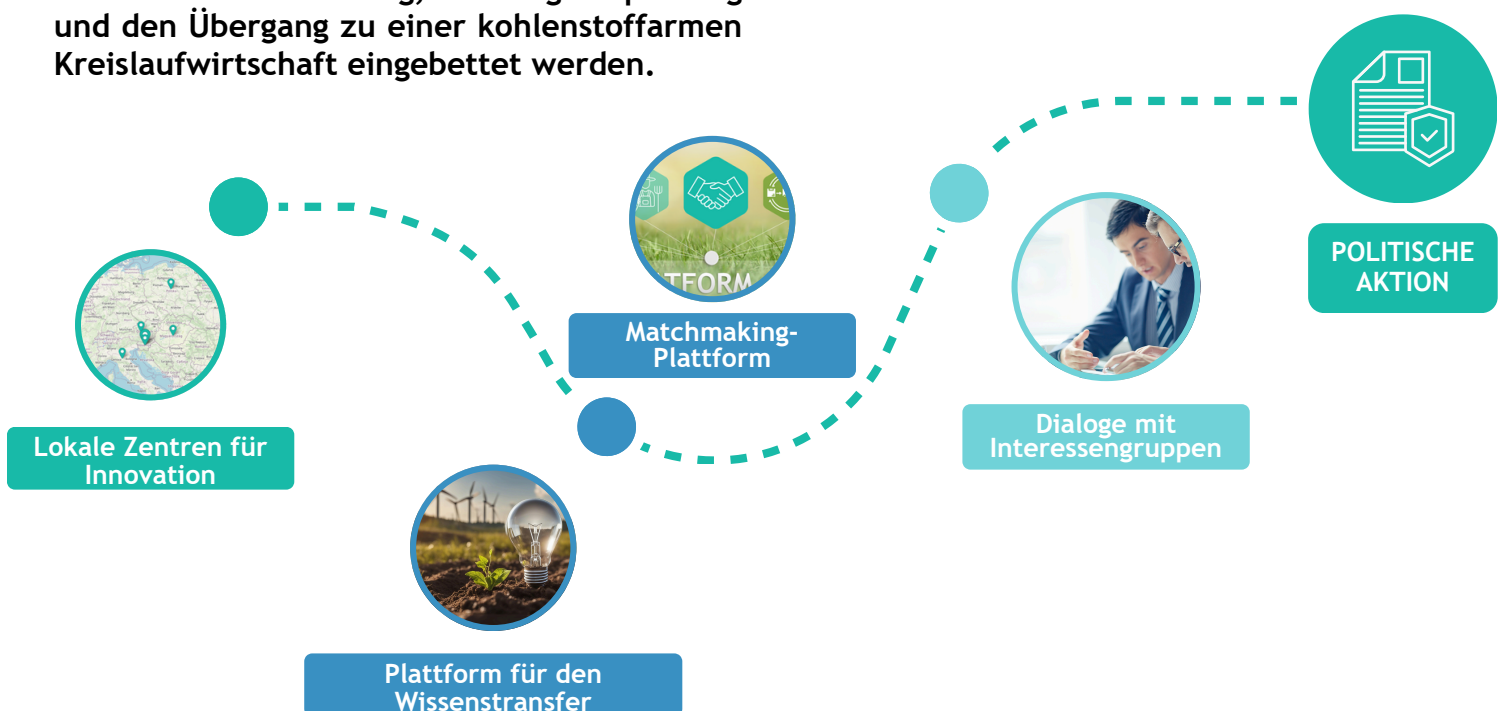 und den Übergang zu einer kohlenstoffarmen
Kreislaufwirtschaft eingebettet werden.
POLITISCHE
AKTION
TFORM
Matchmaking-
Plattform
Dialoge mit
Interessengruppen
Lokale Zentren für
Innovation
Plattform für den
Wissenstransfer